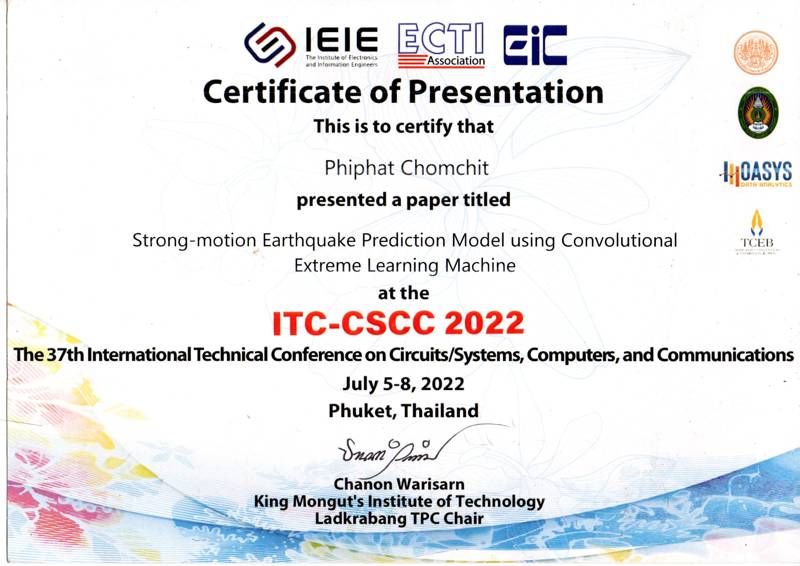 IEIE
The Institute of Electronics
and Information Engineers
ECTI
Association
EiC
Certificate of Presentation
This is to certify that
Phiphat Chomchit
presented a paper titled
OASYS
DATA ANALYTICS
Strong-motion Earthquake Prediction Model using Convolutional
Extreme Learning Machine
TCEB
at the
ITC-CSCC 2022
The 37th International Technical Conference on Circuits/Systems, Computers, and Communications
July 5-8, 2022
Phuket, Thailand
Chanon Warisarn
King Mongut's Institute of Technology
Ladkrabang TPC Chair